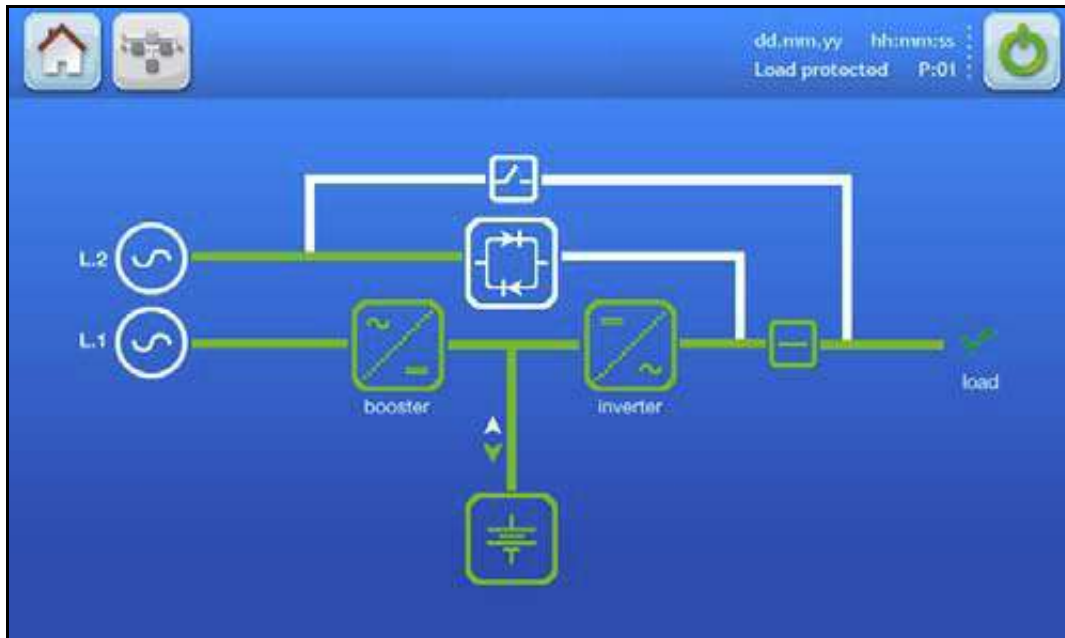 dd.mm.yy hh:mm:ss
Load protected P:01
L.2
L.1
booster
inverter
load